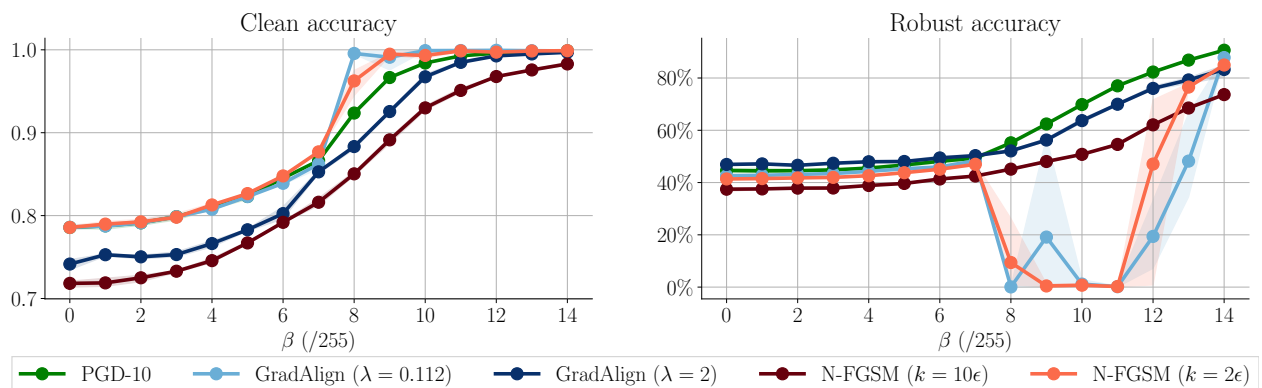 Clean accuracy
1.0
0.9
0.8
0.7
0 2 4 6 8 10 12 14
β (/255)
Robust accuracy
80%
60%
40%
20%
0%
0 2 4 6 8 10 12 14
β (/255)
PGD-10 GradAlign (λ = 0.112) GradAlign (λ = 2) N-FGSM (k = 10ϵ) N-FGSM (k = 2ϵ)